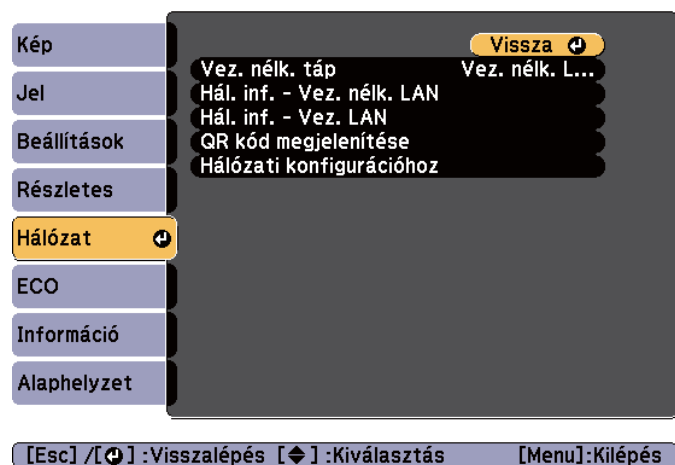 Kép
Jel
Beállítások
Részletes
Hálózat
ECO
Információ
Alaphelyzet
Vissza
Vez. nélk. táp Vez. nélk. L...
Hál. inf. - Vez. nélk. LAN
Hál. inf. - Vez. LAN
QR kód megjelenítése
Hálózati konfigurációhoz
[Esc] /[⏎] :Visszalépés [◆] :Kiválasztás [Menu]:Kilépés